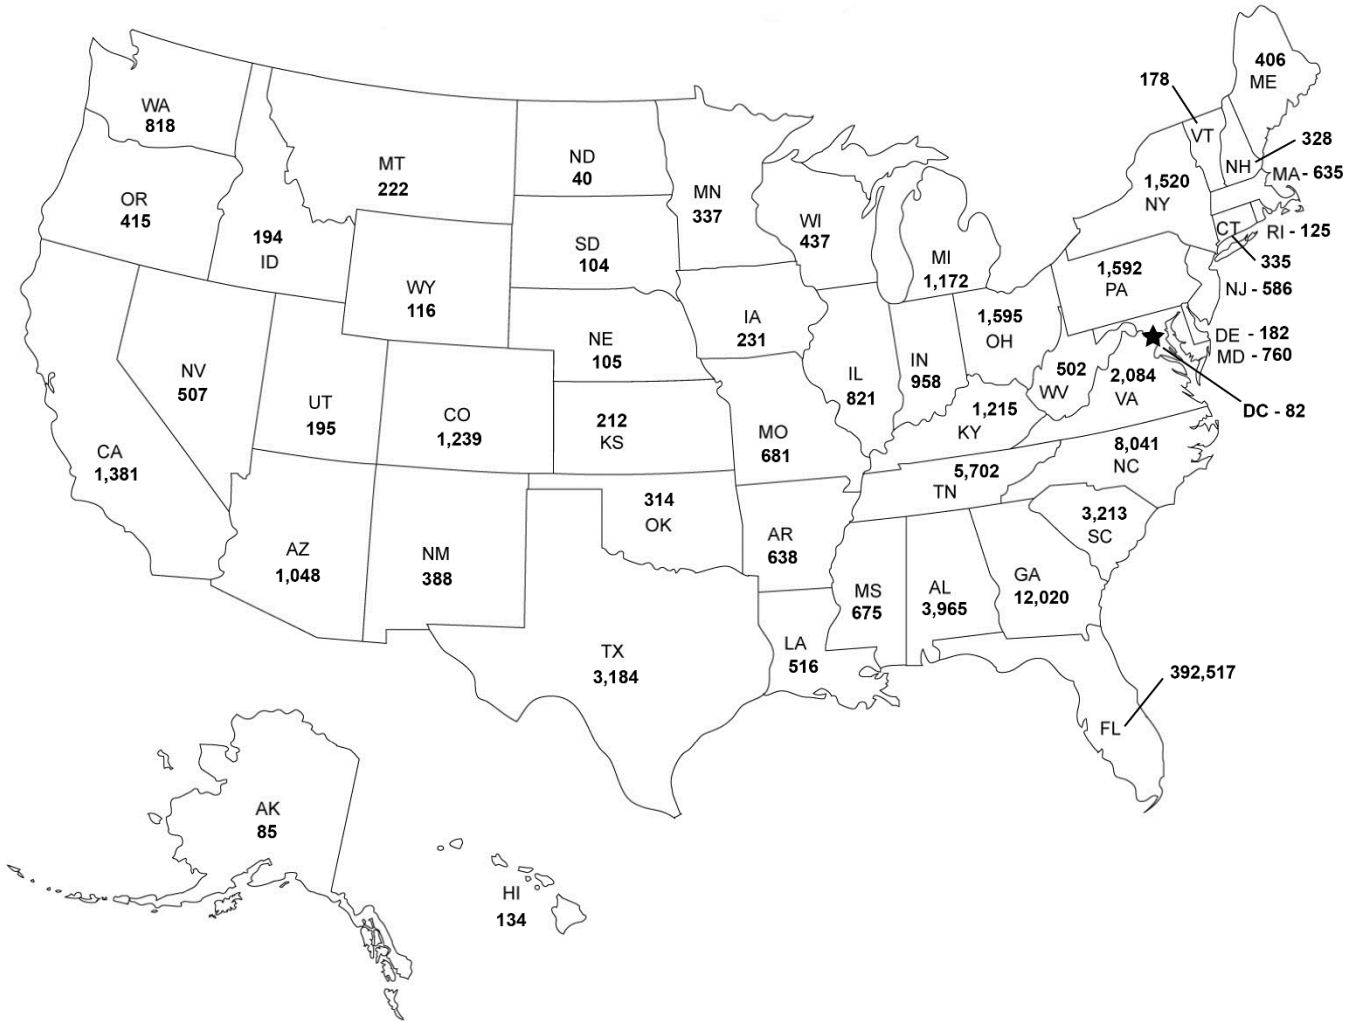 406
ME
178
WA
818
VT
328
NH
MA - 635
MT
222
ND
40
1,520
NY
MN
337
OR
415
WI
437
CT
RI - 125
194
ID
SD
104
MI
1,172
335
1,592
PA
NJ - 586
WY
116
IA
231
1,595
OH
DE - 182
MD - 760
NE
105
IN
958
502
WV
2,084
VA
NV
507
IL
821
UT
195
CO
1,239
212
KS
1,215
KY
DC - 82
MO
681
CA
1,381
8,041
NC
5,702
TN
314
OK
3,213
SC
AZ
1,048
NM
388
AR
638
GA
12,020
MS
675
AL
3,965
TX
3,184
LA
516
392,517
FL
AK
85
HI
134